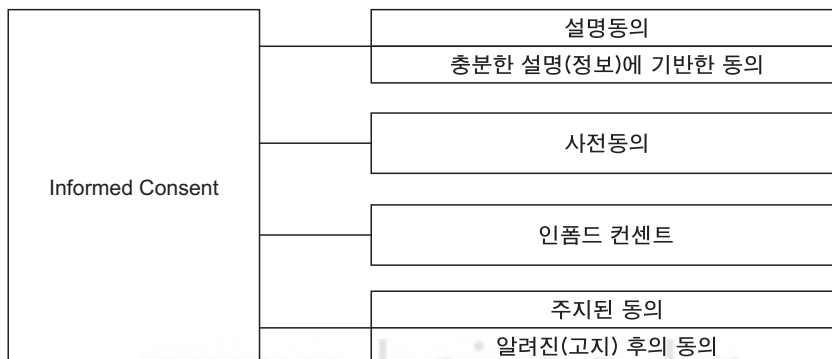 Informed Consent
설명동의
충분한 설명(정보)에 기반한 동의
사전동의
인폼드 컨센트
주지된 동의
알려진(고지) 후의 동의